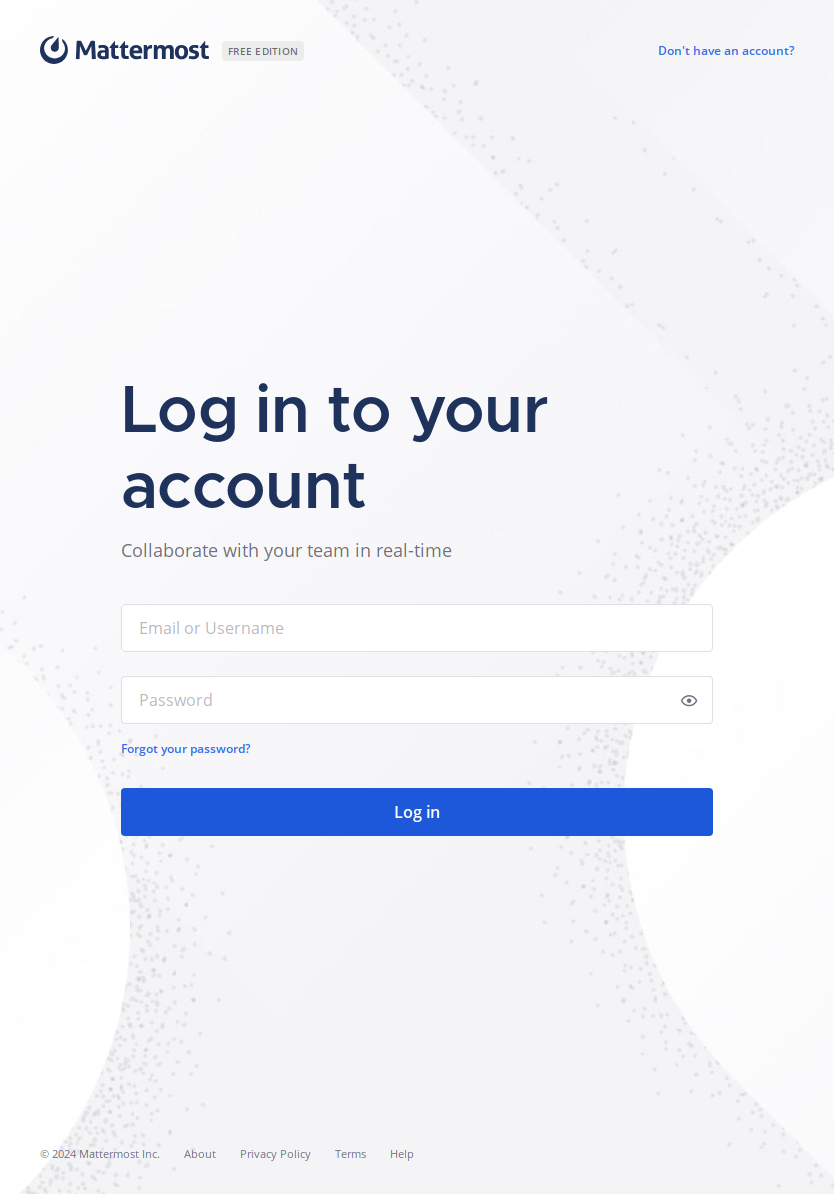 Mattermost FREE EDITION Don't have an account?
Log in to your
account
Collaborate with your team in real-time
Email or Username
Password
Forgot your password?
Log in
© 2024 Mattermost Inc. About Privacy Policy Terms Help